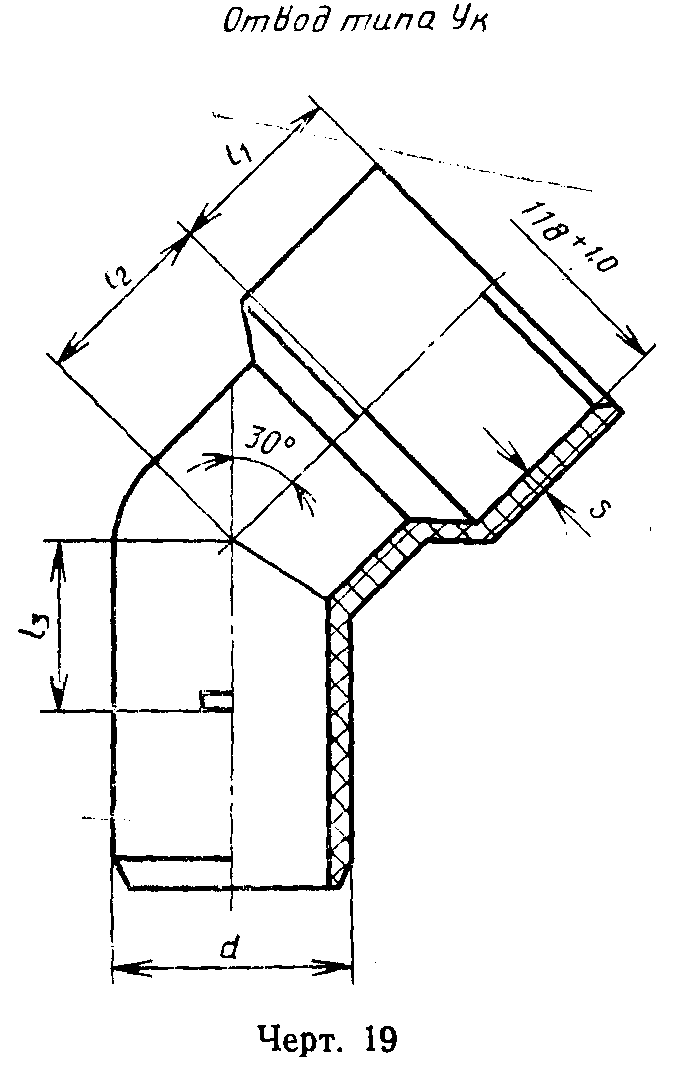 Отвод типа Ук
l1
l2
118+1.0
30°
s
l3
d
Черт. 19